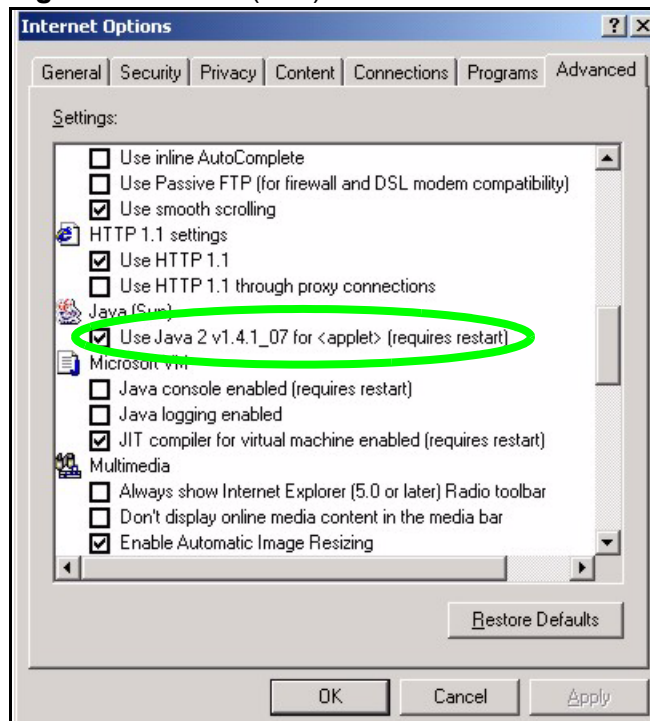 Internet Options
General Security Privacy Content Connections Programs Advanced
Settings:
Use inline AutoComplete
Use Passive FTP (for firewall and DSL modem compatibility)
Use smooth scrolling
HTTP 1.1 settings
Use HTTP 1.1
Use HTTP 1.1 through proxy connections
Java (Sun)
Use Java 2 v1.4.1_07 for <applet> (requires restart)
Microsoft VM
Java console enabled (requires restart)
Java logging enabled
JIT compiler for virtual machine enabled (requires restart)
Multimedia
Always show Internet Explorer (5.0 or later) Radio toolbar
Don't display online media content in the media bar
Enable Automatic Image Resizing
Restore Defaults
OK Cancel Apply